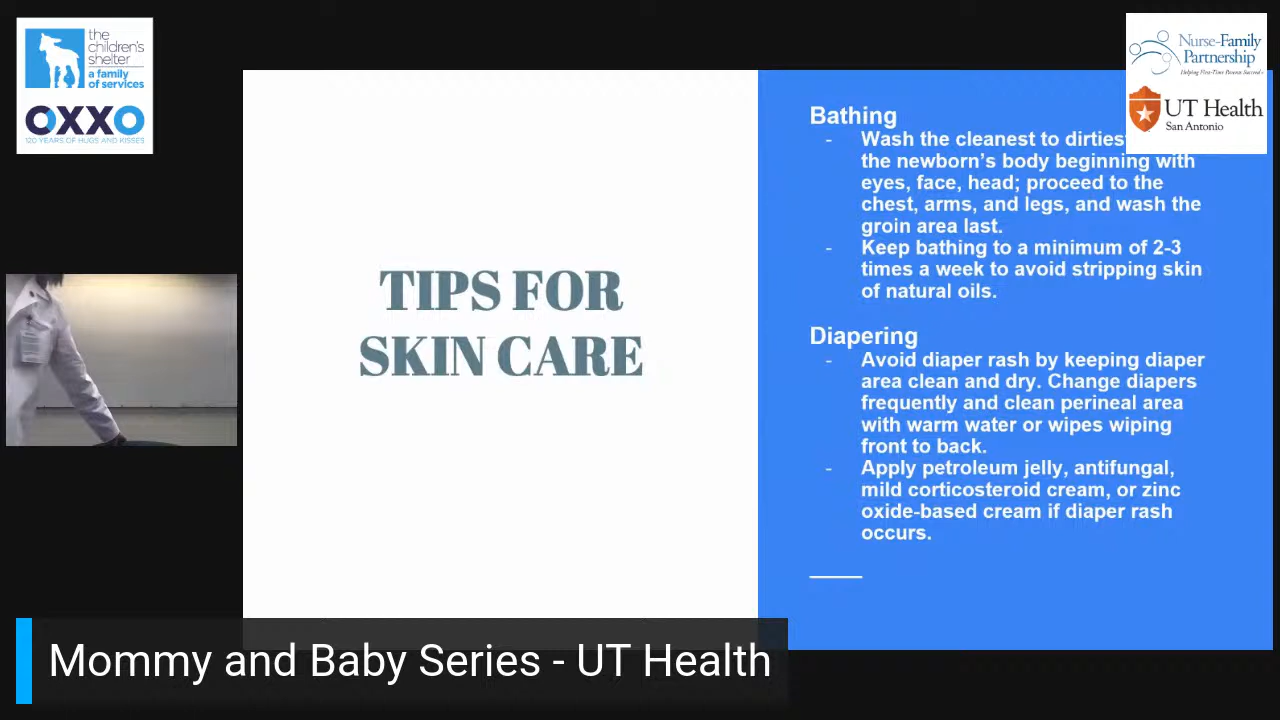 the
children's
shelter
a family
of services
OXXO
120 YEARS OF HUGS AND KISSES
Nurse-Family
Partnership
Helping First-Time Parents Succeed
UT Health
San Antonio
TIPS FOR
SKIN CARE
Bathing
- Wash the cleanest to dirties
the newborn's body beginning with
eyes, face, head; proceed to the
chest, arms, and legs, and wash the
groin area last.
- Keep bathing to a minimum of 2-3
times a week to avoid stripping skin
of natural oils.
Diapering
- Avoid diaper rash by keeping diaper
area clean and dry. Change diapers
frequently and clean perineal area
with warm water or wipes wiping
front to back.
- Apply petroleum jelly, antifungal,
mild corticosteroid cream, or zinc
oxide-based cream if diaper rash
occurs.
Mommy and Baby Series - UT Health